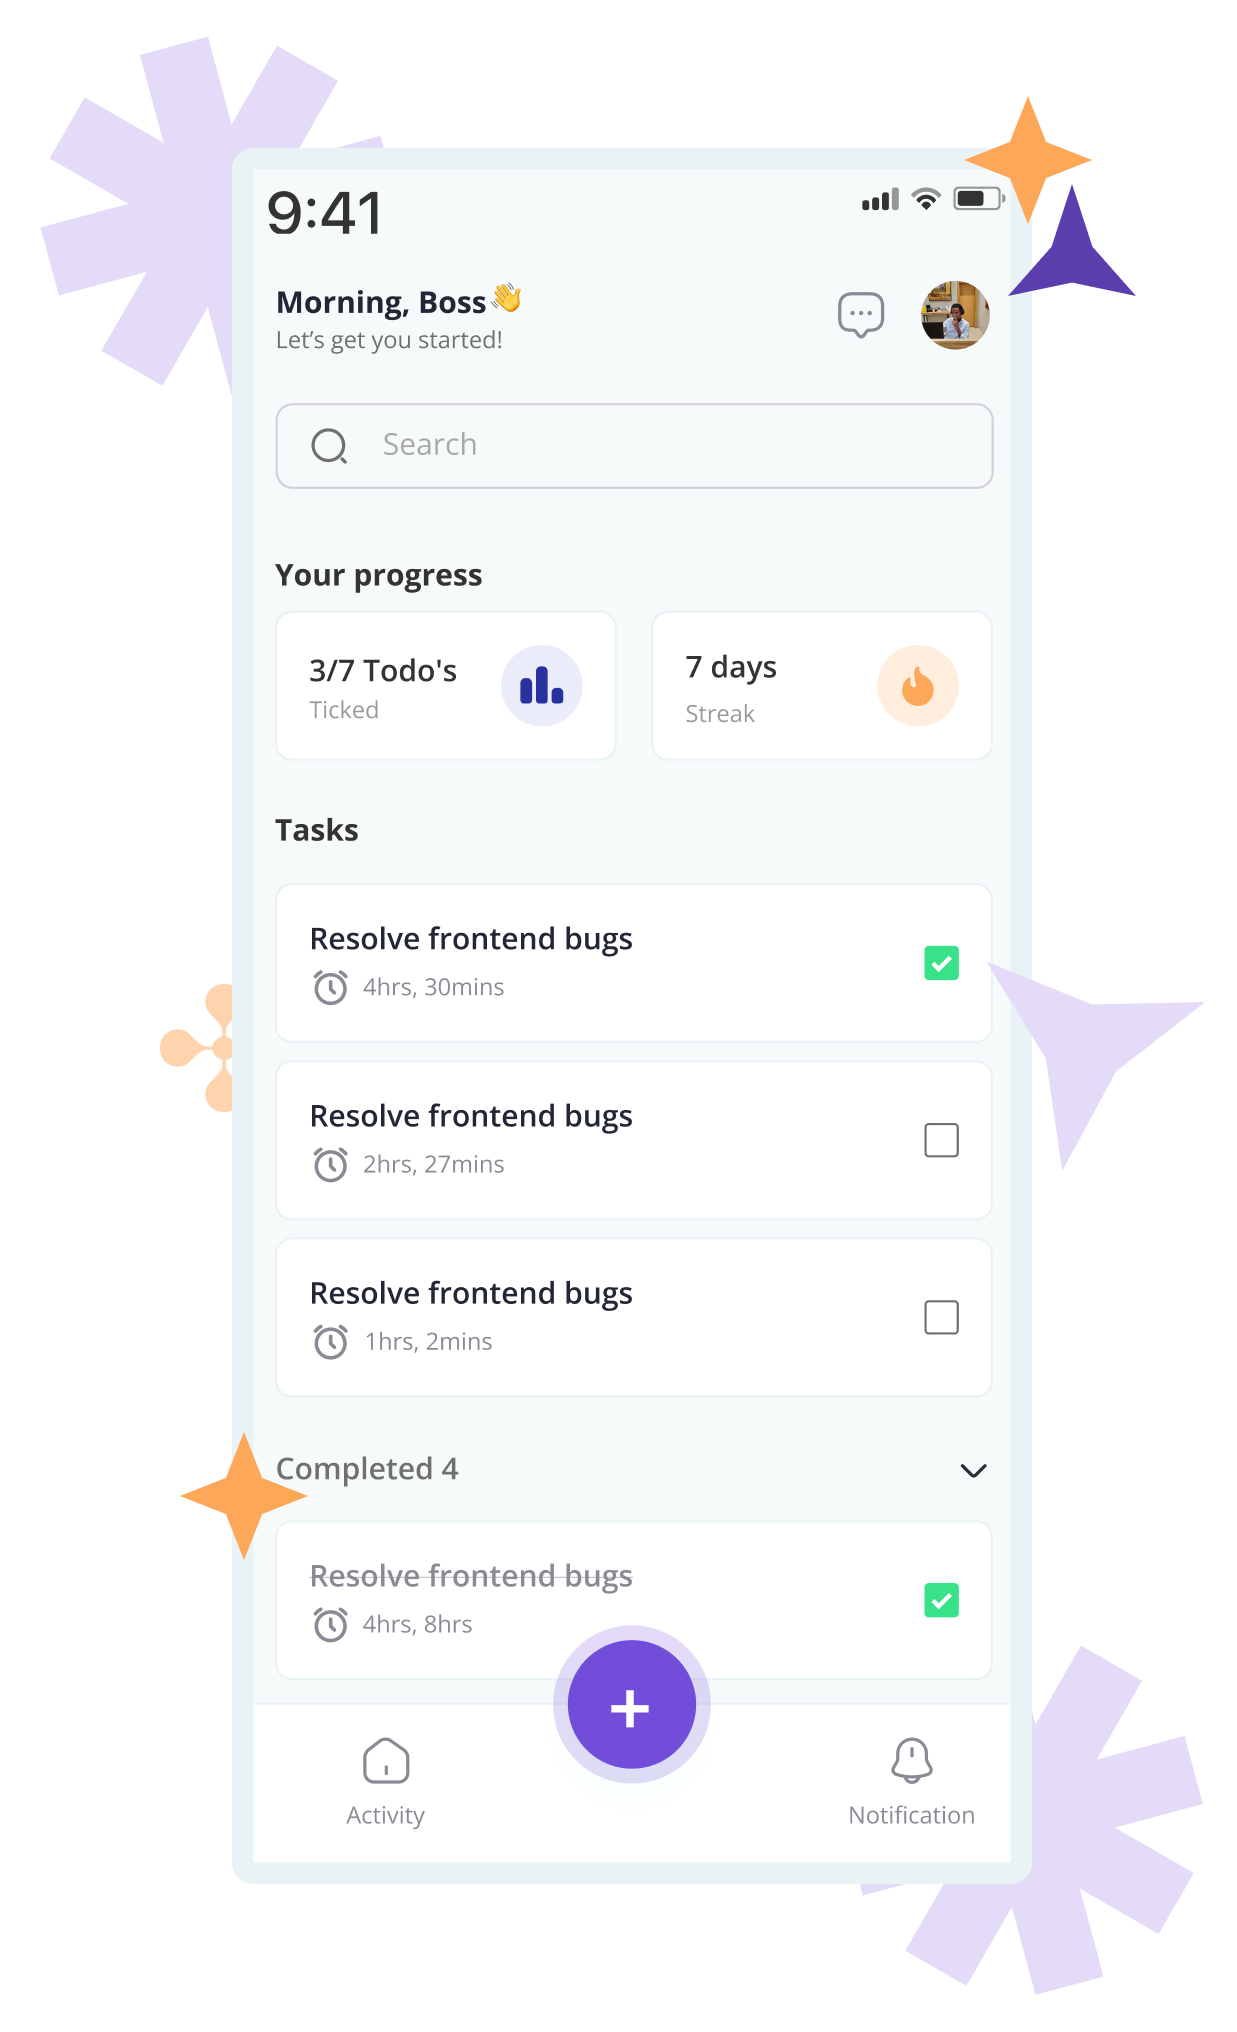 9:41
Morning, Boss👋
Let’s get you started!
Search
Your progress
3/7 Todo's
Ticked
7 days
Streak
Tasks
Resolve frontend bugs
4hrs, 30mins
Resolve frontend bugs
2hrs, 27mins
Resolve frontend bugs
1hrs, 2mins
Completed 4
Resolve frontend bugs
4hrs, 8hrs
+
Activity
Notification